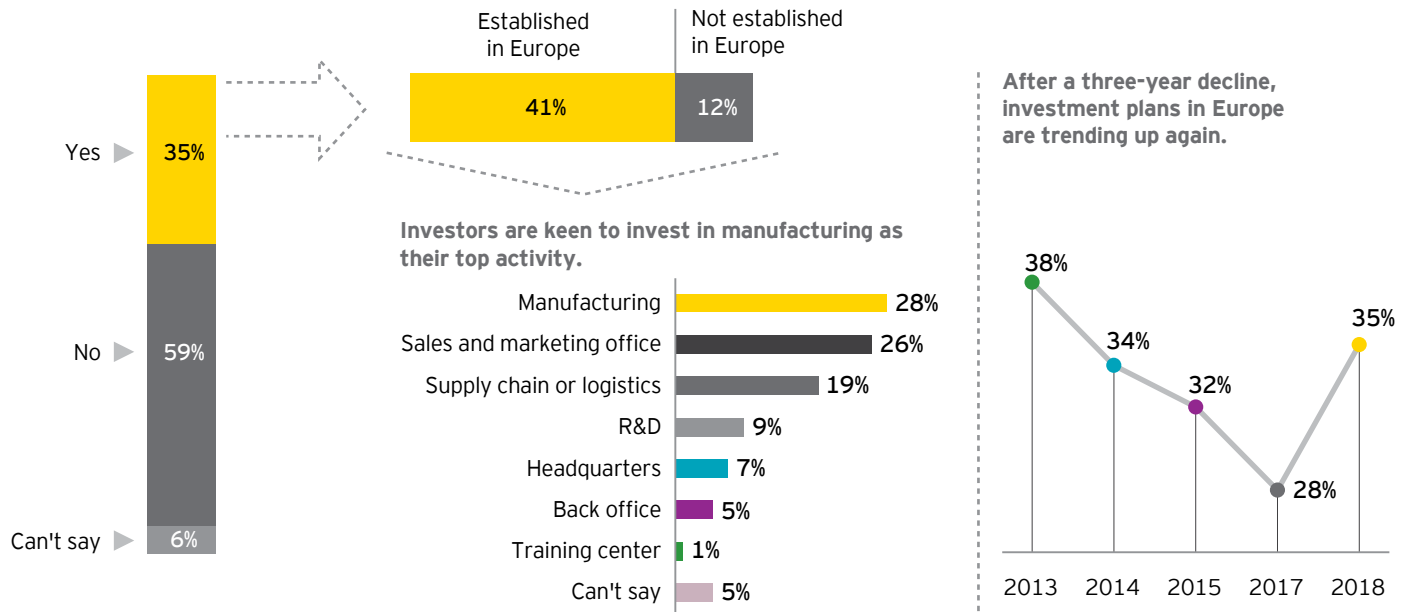 Yes
35%
No
59%
Can't say
6%
Established
in Europe
Not established
in Europe
41%
12%
Investors are keen to invest in manufacturing as
their top activity.
Manufacturing
28%
Sales and marketing office
26%
Supply chain or logistics
19%
R&D
9%
Headquarters
7%
Back office
5%
Training center
1%
Can't say
5%
After a three-year decline,
investment plans in Europe
are trending up again.
38%
34%
32%
28%
35%
2013
2014
2015
2017
2018